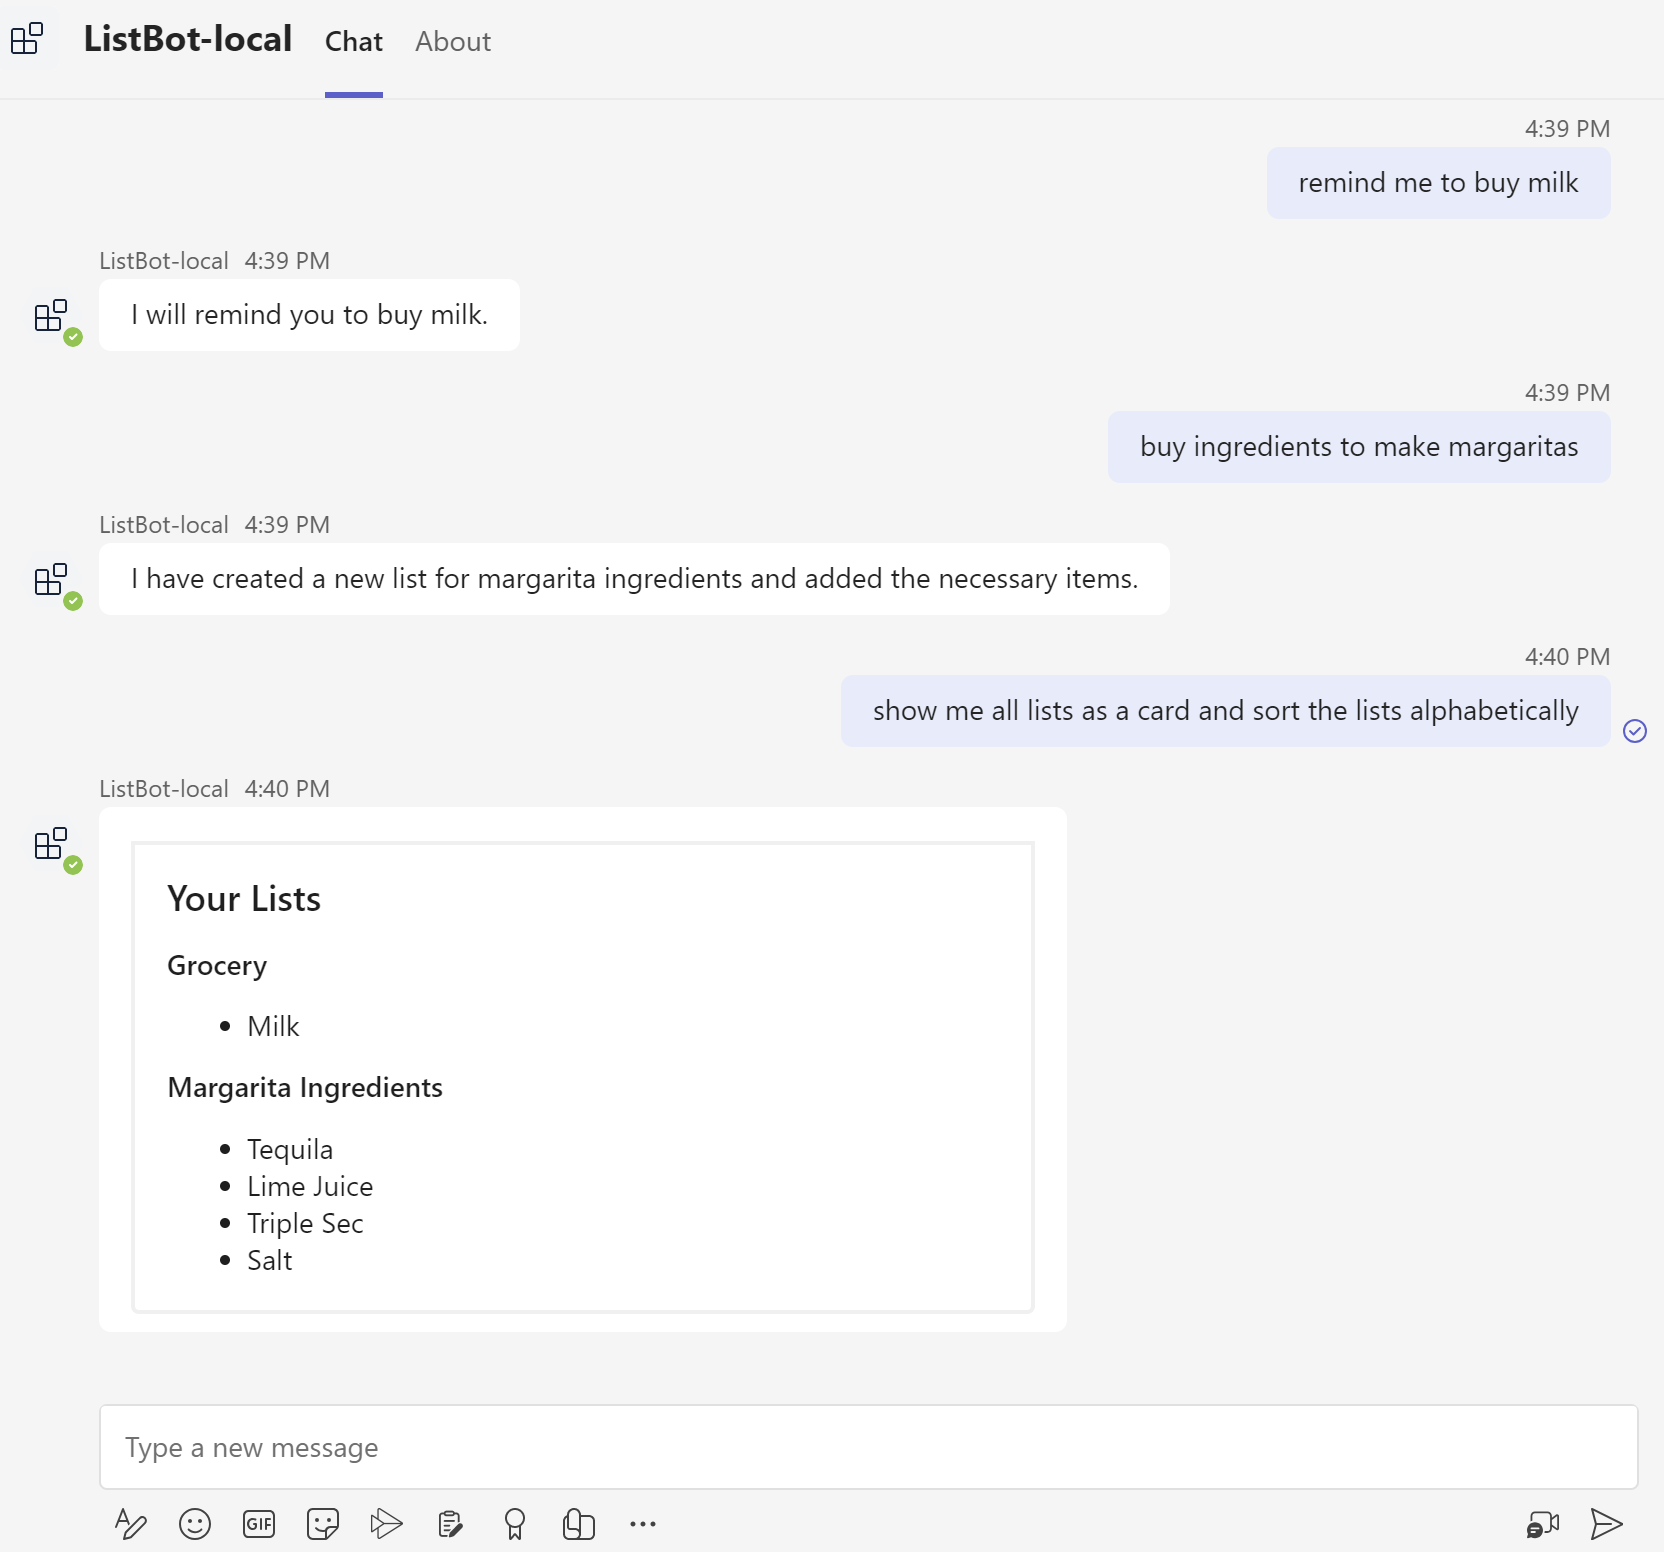 ListBot-local Chat About
4:39 PM
remind me to buy milk
ListBot-local 4:39 PM
I will remind you to buy milk.
4:39 PM
buy ingredients to make margaritas
ListBot-local 4:39 PM
I have created a new list for margarita ingredients and added the necessary items.
4:40 PM
show me all lists as a card and sort the lists alphabetically
ListBot-local 4:40 PM
Your Lists
Grocery
• Milk
Margarita Ingredients
• Tequila
• Lime Juice
• Triple Sec
• Salt
Type a new message
GIF